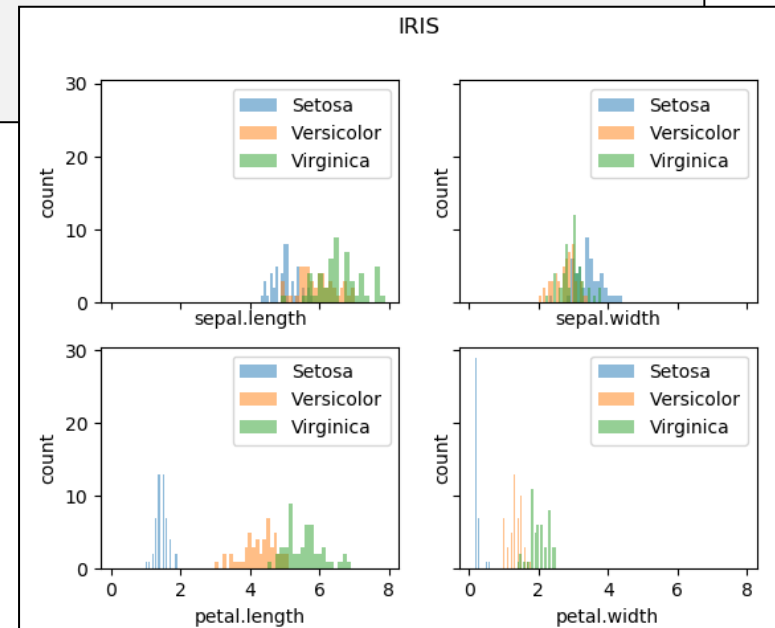 IRIS
30
20
10
0
count
Setosa
Versicolor
Virginica
sepal.length
count
Setosa
Versicolor
Virginica
sepal.width
30
20
10
0
count
Setosa
Versicolor
Virginica
0 2 4 6 8
petal.length
count
Setosa
Versicolor
Virginica
0 2 4 6 8
petal.width